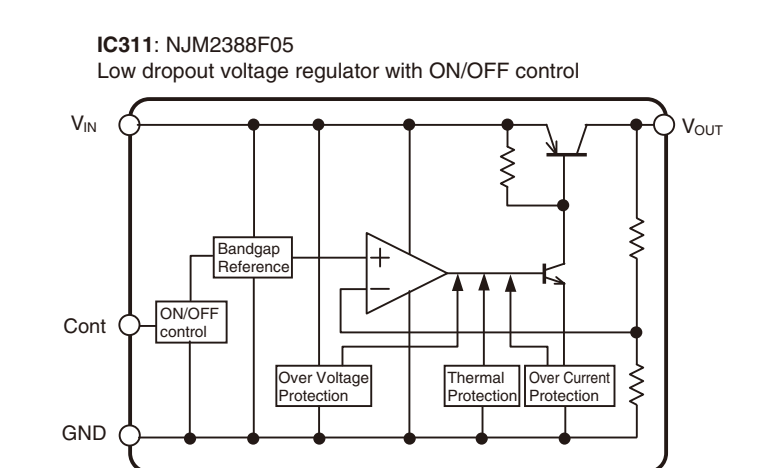 IC311: NJM2388F05
Low dropout voltage regulator with ON/OFF control
VIN
VOUT
Bandgap
Reference
+
−
ON/OFF
control
Cont
Over Voltage
Protection
Thermal
Protection
Over Current
Protection
GND